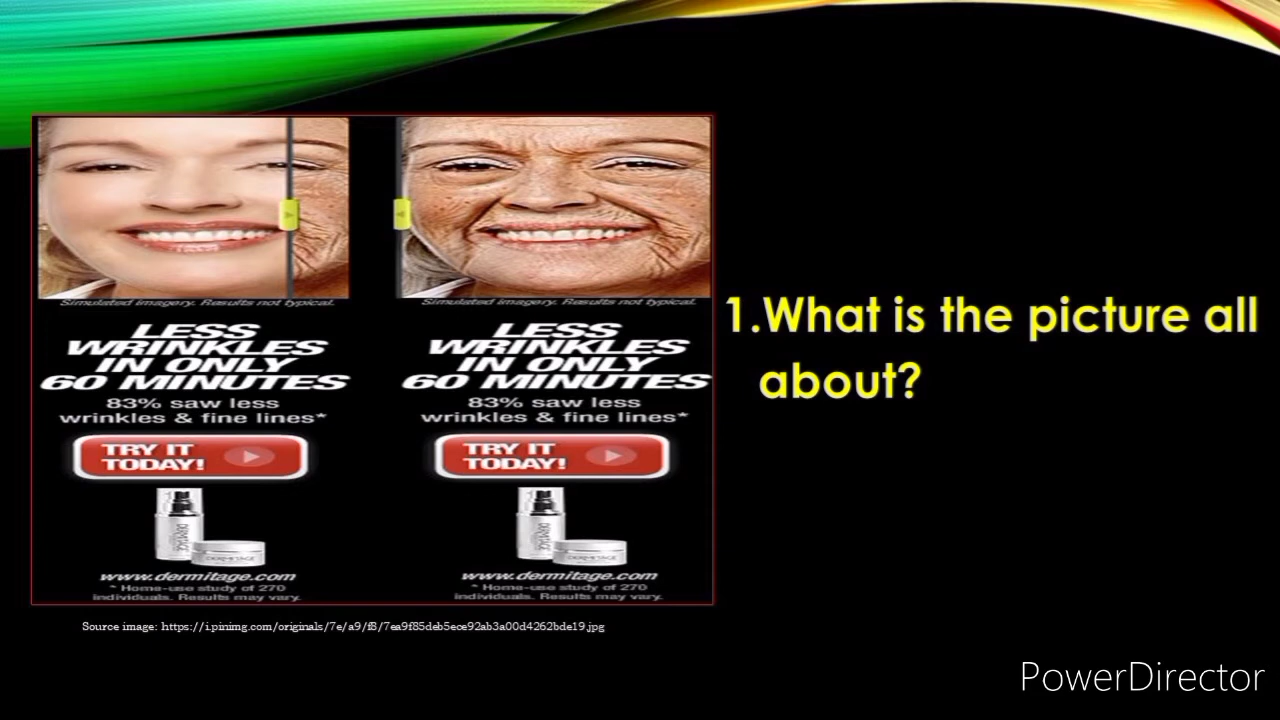 Simulated imagery. Results not typical.
LESS
WRINKLES
IN ONLY
60 MINUTES
83% saw less
wrinkles & fine lines*
TRY IT
TODAY!
DERMITAGE
DERMITAGE
www.dermitage.com
* Home-use study of 270
individuals. Results may vary.
Simulated imagery. Results not typical.
LESS
WRINKLES
IN ONLY
60 MINUTES
83% saw less
wrinkles & fine lines*
TRY IT
TODAY!
DERMITAGE
DERMITAGE
www.dermitage.com
* Home-use study of 270
individuals. Results may vary.
Source image: https://i.pinimg.com/originals/7e/a9/f8/7ea9f85deb5ece92ab3a00d4262bde19.jpg
1.What is the picture all
about?
PowerDirector